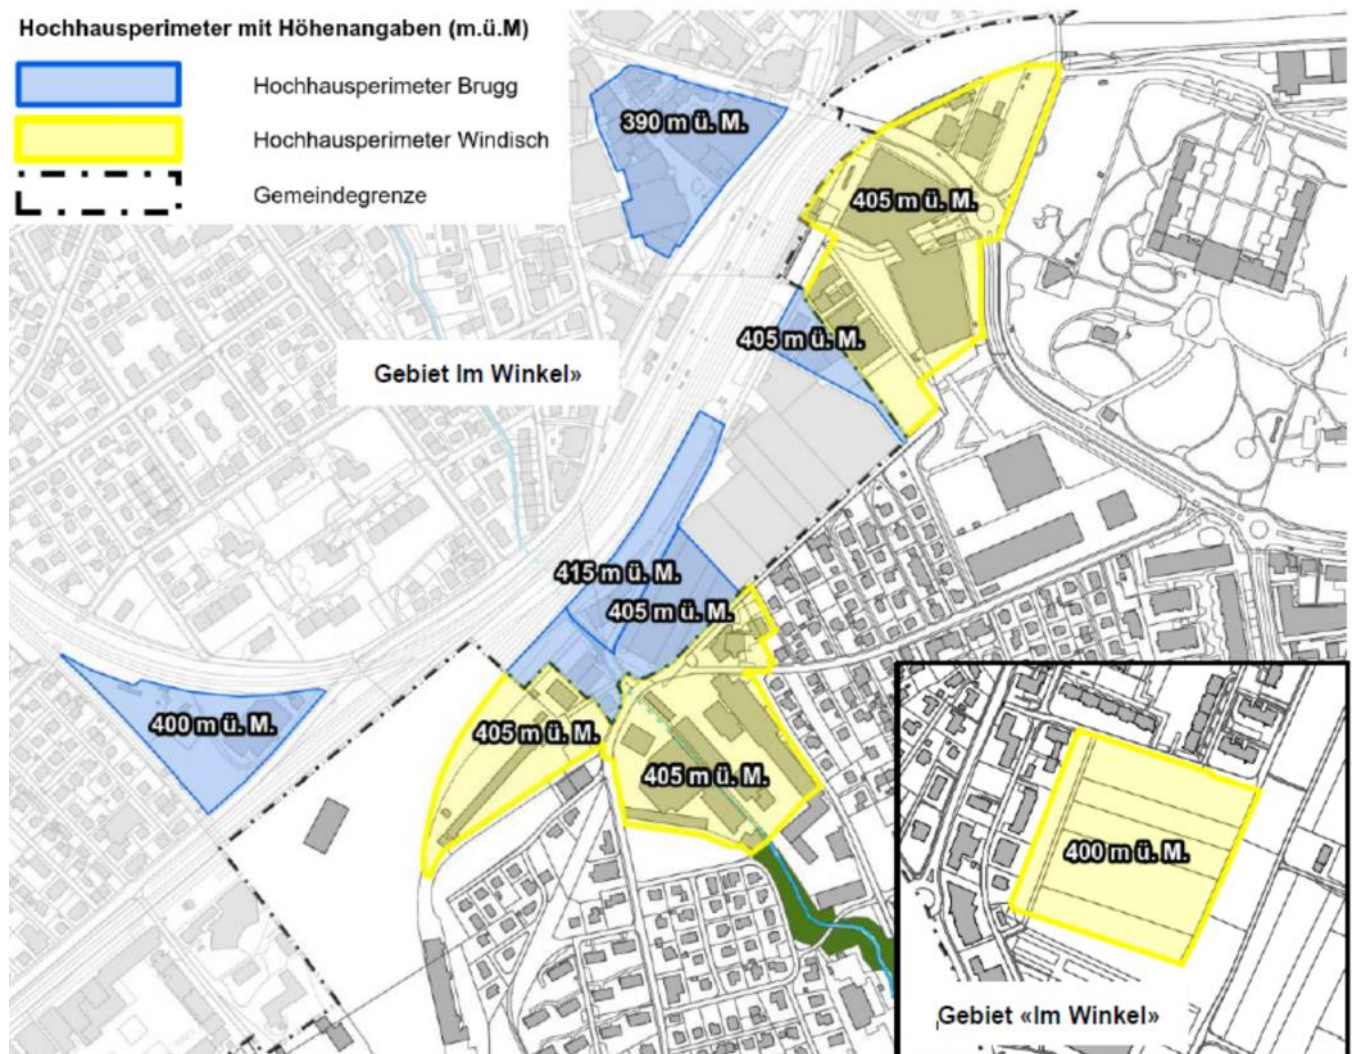 Hochhausperimeter mit Höhenangaben (m.ü.M)
Hochhausperimeter Brugg
Hochhausperimeter Windisch
Gemeindegrenze
390 m ü. M.
405 m ü. M.
405 m ü. M.
Gebiet Im Winkel»
415 m ü. M.
405 m ü. M.
400 m ü. M.
405 m ü. M.
405 m ü. M.
400 m ü. M.
Gebiet «Im Winkel»